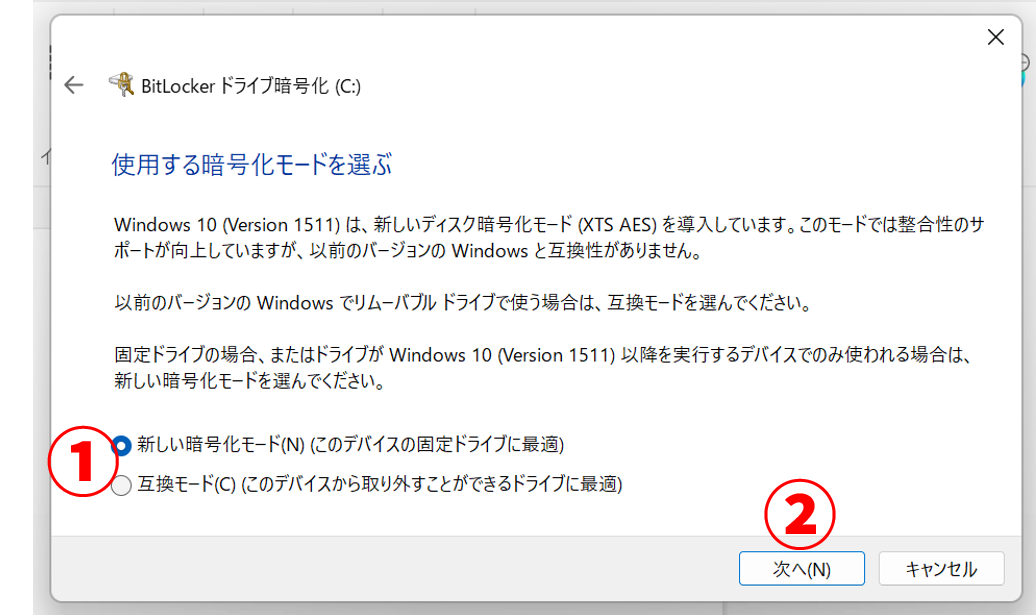 BitLocker ドライブ暗号化 (C:)
使用する暗号化モードを選ぶ
Windows 10 (Version 1511) は、新しいディスク暗号化モード (XTS AES) を導入しています。このモードでは整合性のサ
ポートが向上していますが、以前のバージョンの Windows と互換性がありません。
以前のバージョンの Windows でリムーバブル ドライブで使う場合は、互換モードを選んでください。
固定ドライブの場合、またはドライブが Windows 10 (Version 1511) 以降を実行するデバイスでのみ使われる場合は、
新しい暗号化モードを選んでください。
1
新しい暗号化モード(N) (このデバイスの固定ドライブに最適)
互換モード(C) (このデバイスから取り外すことができるドライブに最適)
2
次へ(N)
キャンセル